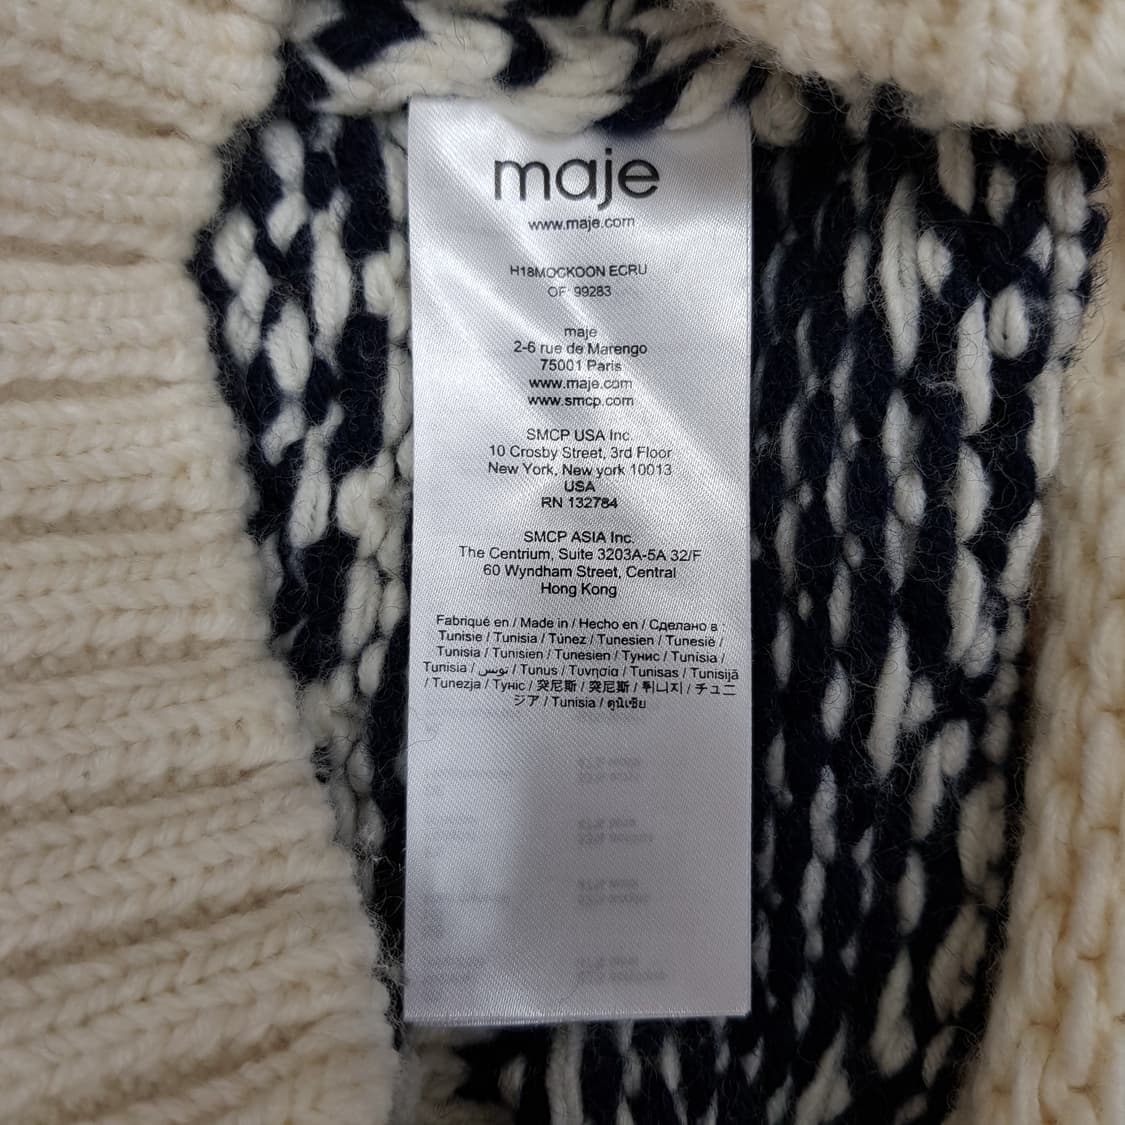 maje
www.maje.com
H18MOCKOON ECRU
OF: 99283
maje
2-6 rue de Marengo
75001 Paris
www.maje.com
www.smcp.com
SMCP USA Inc.
10 Crosby Street, 3rd Floor
New York, New york 10013
USA
RN 132784
SMCP ASIA Inc.
The Centrium, Suite 3203A-5A 32/F
60 Wyndham Street, Central
Hong Kong
Fabriqué en / Made in / Hecho en / Сделано в :
Tunisie / Tunisia / Túnez / Tunesien / Tunesië /
Tunisia / Tunisien / Tunesien / Тунис / Tunísia /
Tunisia / تونس / Tunus / Τυνησία / Tunisas / Tunisijā
/ Tunezja / Туніс / 突尼斯 / 突尼斯 / 튀니지 / チュニ
ジア / Tunisia / ตูนิเซีย